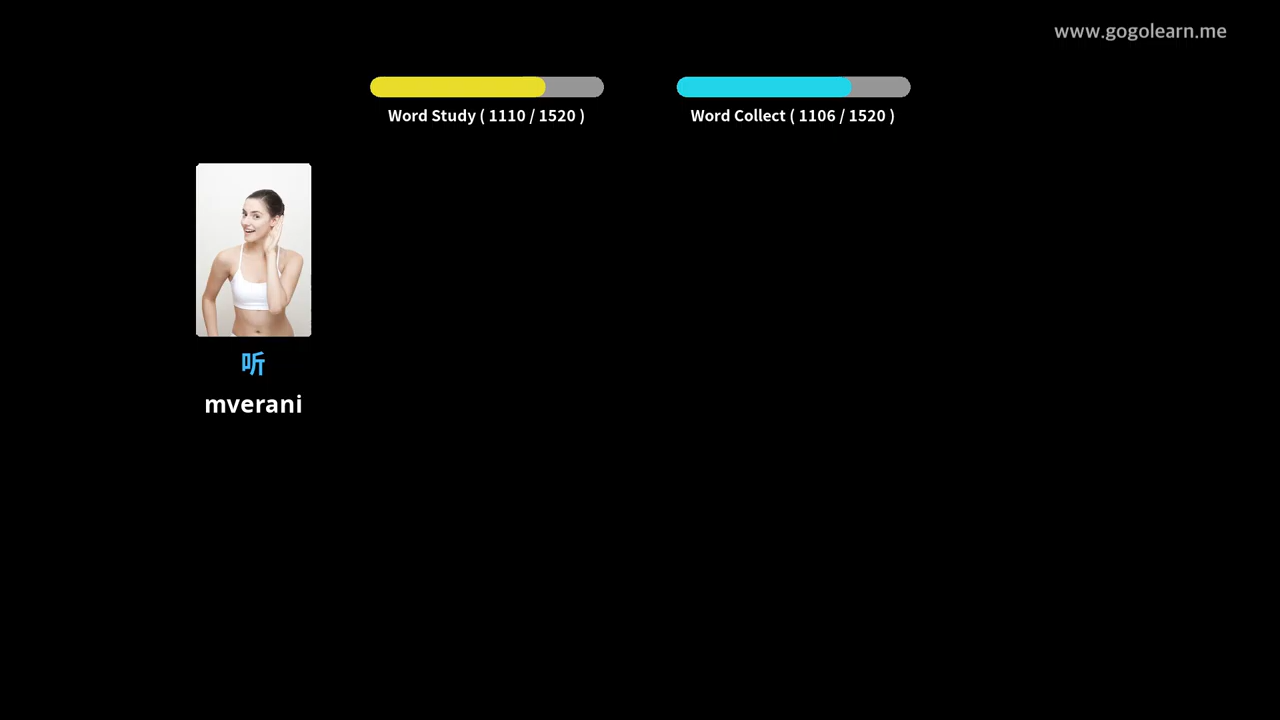 www.gogolearn.me
Word Study ( 1110 / 1520 )
Word Collect ( 1106 / 1520 )
听
mverani